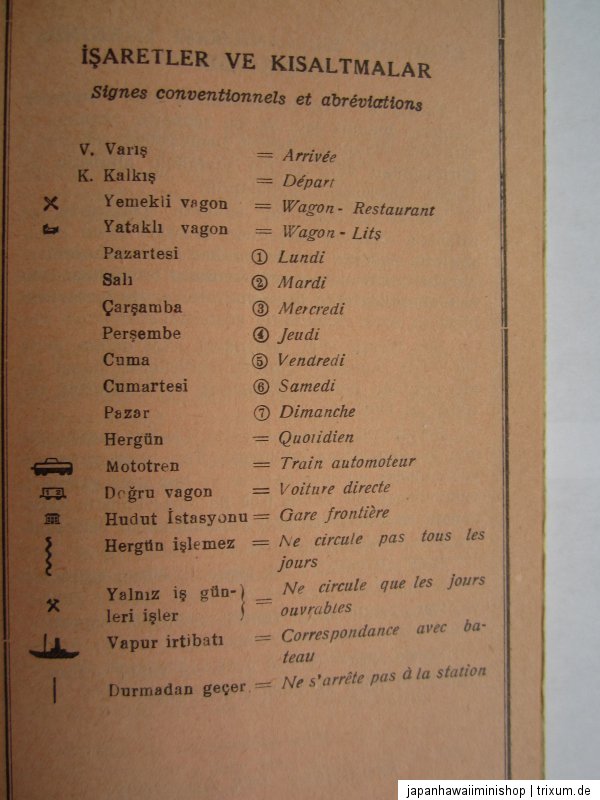 İŞARETLER VE KISALTMALAR
Signes conventionnels et abréviations
V. Varış = Arrivée
K. Kalkış = Départ
Yemekli vagon = Wagon - Restaurant
Yataklı vagon = Wagon - Lits
Pazartesi ① Lundi
Salı ② Mardi
Çarşamba ③ Mercredi
Perşembe ④ Jeudi
Cuma ⑤ Vendredi
Cumartesi ⑥ Samedi
Pazar ⑦ Dimanche
Hergün = Quotidien
Mototren = Train automoteur
Doğru vagon = Voiture directe
Hudut İstasyonu = Gare frontière
Hergün işlemez = Ne circule pas tous les
jours
Yalnız iş gün- } = Ne circule que les jours
leri işler ouvrables
Vapur irtibatı = Correspondance avec ba-
teau
Durmadan geçer = Ne s'arrête pas à la station
japanhawaiiminishop | trixum.de